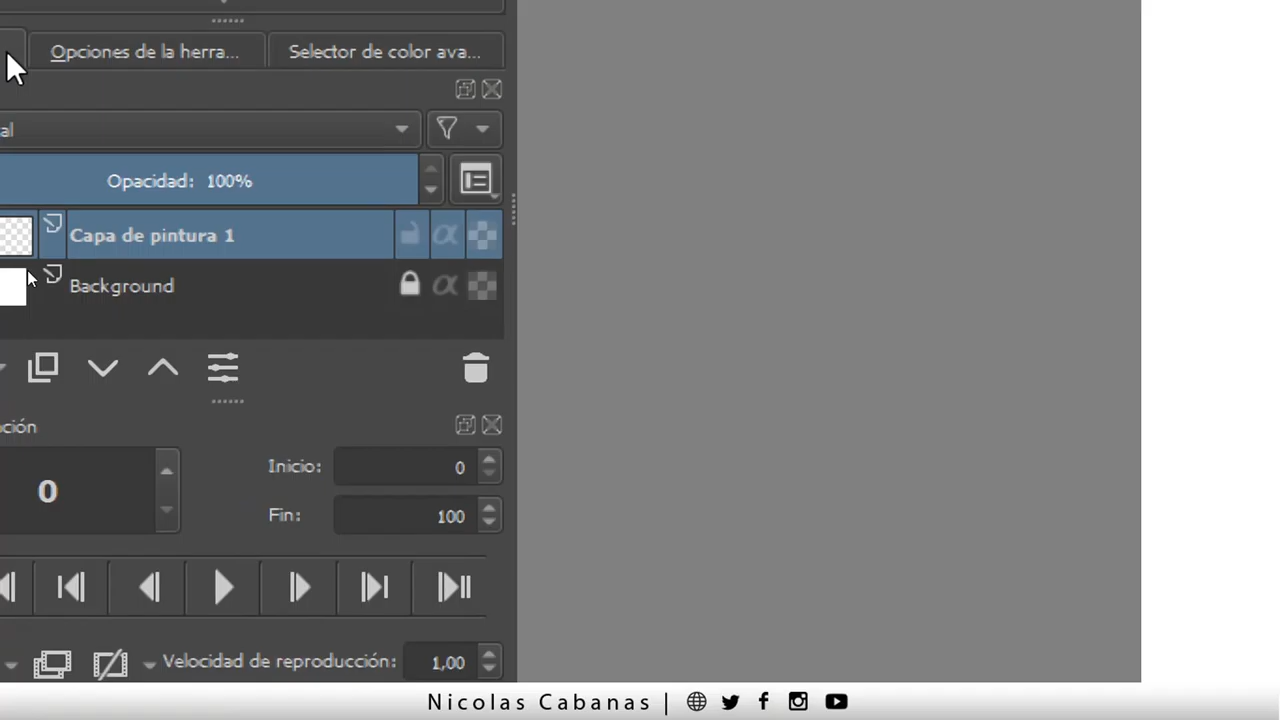 Opciones de la herra... Selector de color ava...
al
Opacidad: 100%
Capa de pintura 1 α
Background α
ción
0 Inicio: 0
Fin: 100
Velocidad de reproducción: 1,00
Nicolas Cabanas |